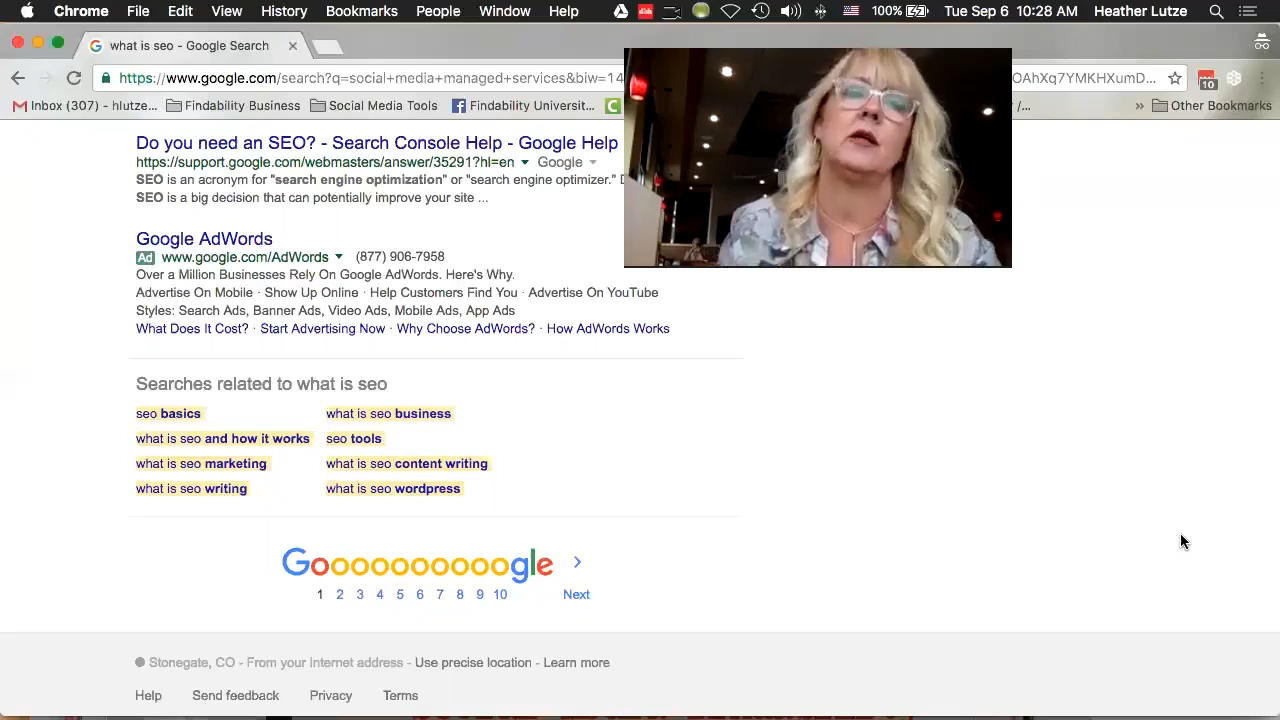 Chrome File Edit View History Bookmarks People Window Help 100% Tue Sep 6 10:28 AM Heather Lutze
what is seo - Google Search
https://www.google.com/search?q=social+media+managed+services&biw=14 OAhXq7YMKHXumD...
10
Inbox (307) - hlutze... Findability Business Social Media Tools Findability Universit... C /... » Other Bookmarks
Do you need an SEO? - Search Console Help - Google Help
https://support.google.com/webmasters/answer/35291?hl=en Google
SEO is an acronym for "search engine optimization" or "search engine optimizer."
SEO is a big decision that can potentially improve your site ...
Google AdWords
Ad www.google.com/AdWords (877) 906-7958
Over a Million Businesses Rely On Google AdWords. Here's Why.
Advertise On Mobile · Show Up Online · Help Customers Find You · Advertise On YouTube
Styles: Search Ads, Banner Ads, Video Ads, Mobile Ads, App Ads
What Does It Cost? · Start Advertising Now · Why Choose AdWords? · How AdWords Works
Searches related to what is seo
seo basics what is seo business
what is seo and how it works seo tools
what is seo marketing what is seo content writing
what is seo writing what is seo wordpress
Goooooooooogle
1 2 3 4 5 6 7 8 9 10 Next
Stonegate, CO - From your Internet address - Use precise location - Learn more
Help Send feedback Privacy Terms